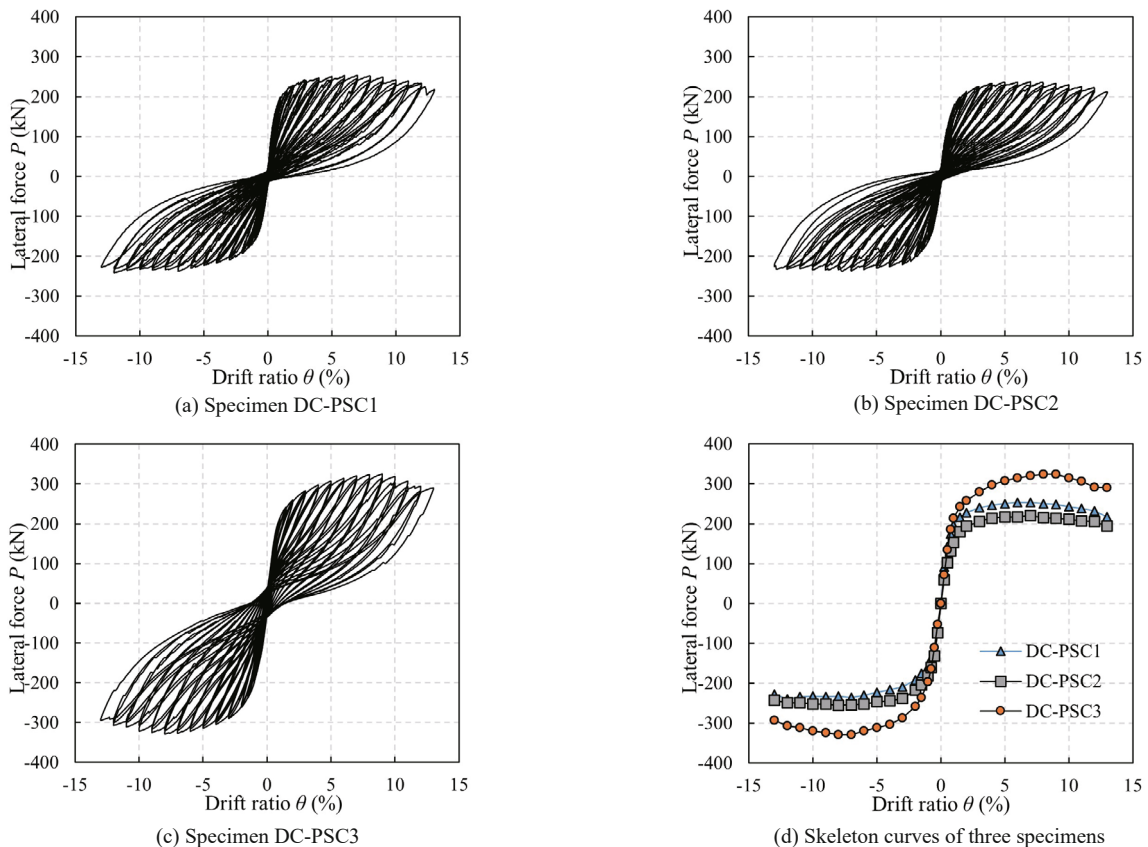 400
300
200
100
0
100
-200
-300
-400
Lateral force P (kN)
-15 -10 -5 0 5 10 15
Drift ratio θ (%)
(a) Specimen DC-PSC1
400
300
200
100
0
100
-200
-300
-400
Lateral force P (kN)
-15 -10 -5 0 5 10 15
Drift ratio θ (%)
(b) Specimen DC-PSC2
400
300
200
100
0
-100
-200
-300
-400
Lateral force P (kN)
-15 -10 -5 0 5 10 15
Drift ratio θ (%)
(c) Specimen DC-PSC3
400
300
200
100
0
-100
-200
-300
-400
Lateral force P (kN)
DC-PSC1
DC-PSC2
DC-PSC3
-15 -10 -5 0 5 10 15
Drift ratio θ (%)
(d) Skeleton curves of three specimens